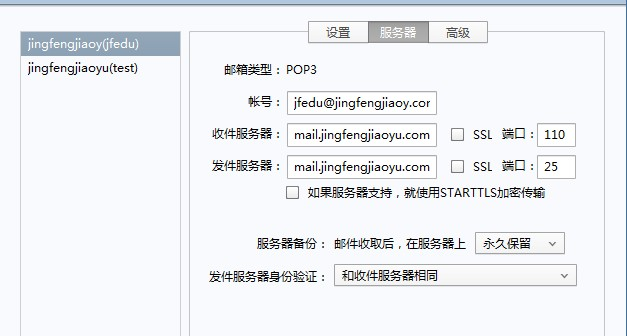 设置 服务器 高级
jingfengjiaoy(jfedu)
jingfengjiaoyu(test)
邮箱类型：POP3
帐号： jfedu@jingfengjiaoy.cor
收件服务器： mail.jingfengjiaoyu.com SSL 端口： 110
发件服务器： mail.jingfengjiaoyu.com SSL 端口： 25
如果服务器支持，就使用STARTTLS加密传输
服务器备份： 邮件收取后，在服务器上 永久保留
发件服务器身份验证： 和收件服务器相同